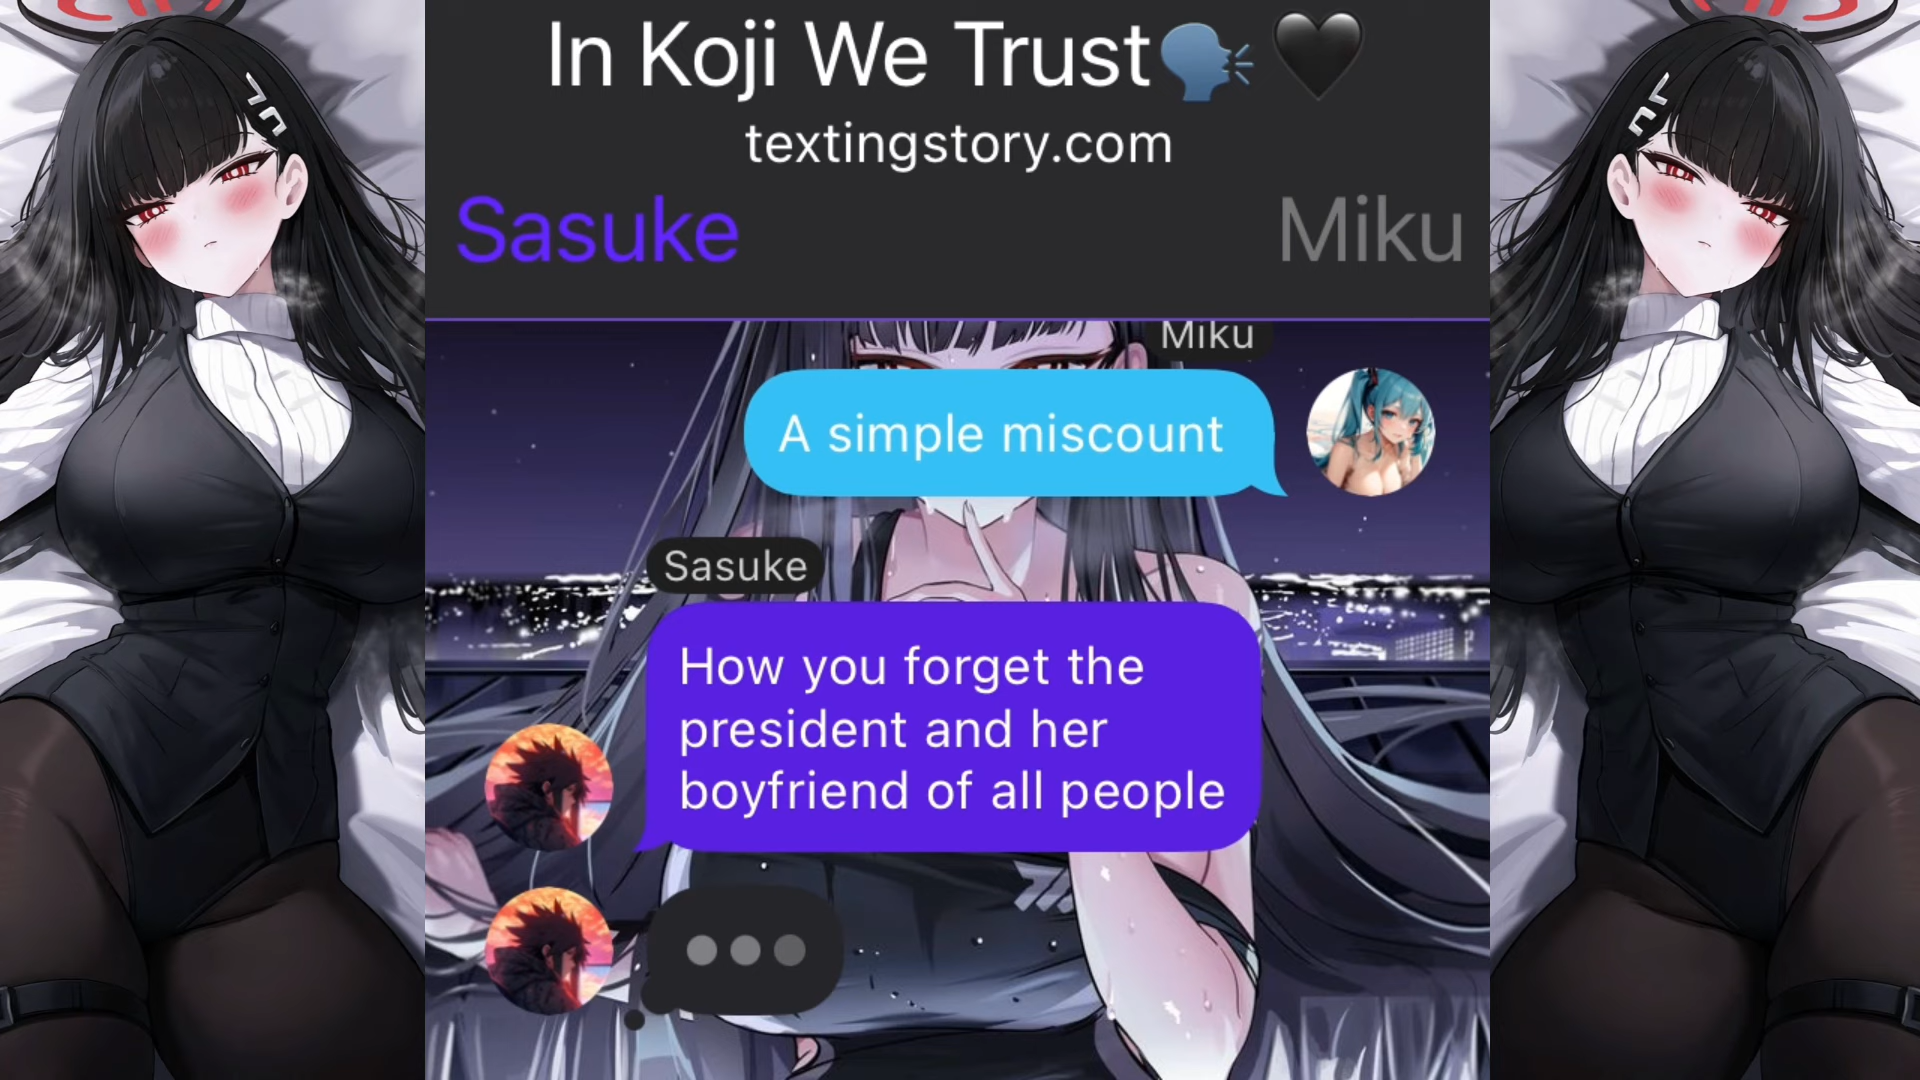 In Koji We Trust🗣️🖤
textingstory.com
Sasuke
Miku
Miku
A simple miscount
Sasuke
How you forget the
president and her
boyfriend of all people